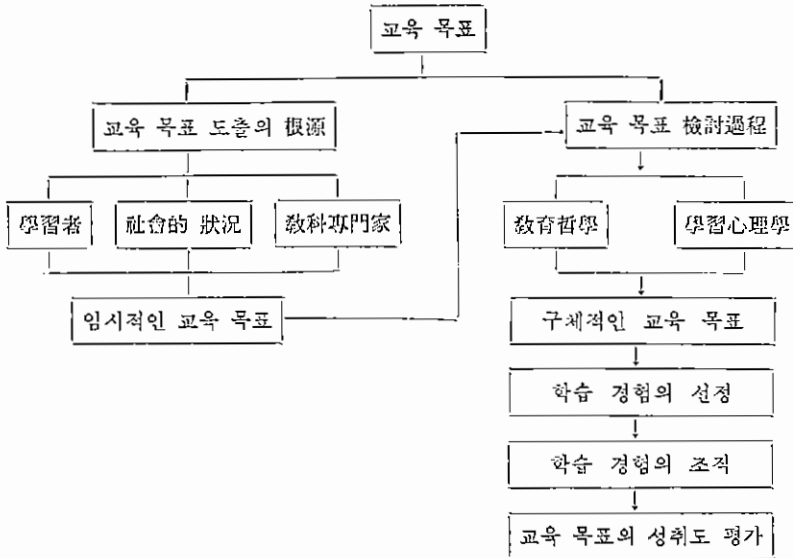 교육 목표
교육 목표 도출의 根源
교육 목표 檢討過程
學習者
社會的 狀況
敎科專門家
敎育哲學
學習心理學
임시적인 교육 목표
구체적인 교육 목표
학습 경험의 선정
학습 경험의 조직
교육 목표의 성취도 평가